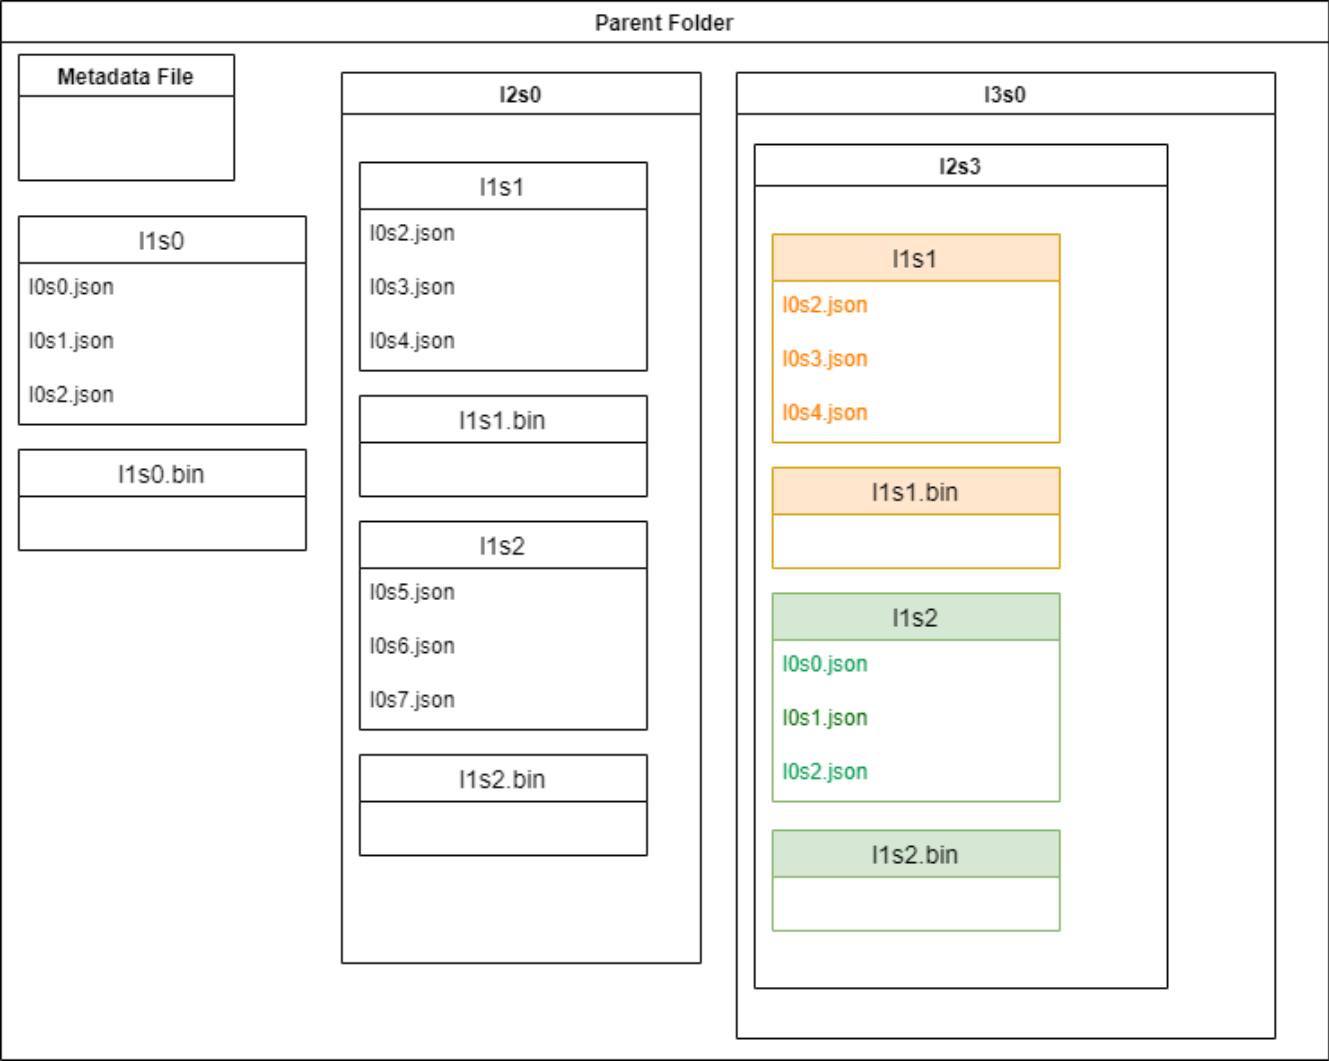 Parent Folder
Metadata File
l1s0
l0s0.json
l0s1.json
l0s2.json
l1s0.bin
l2s0
l1s1
l0s2.json
l0s3.json
l0s4.json
l1s1.bin
l1s2
l0s5.json
l0s6.json
l0s7.json
l1s2.bin
l3s0
l2s3
l1s1
l0s2.json
l0s3.json
l0s4.json
l1s1.bin
l1s2
l0s0.json
l0s1.json
l0s2.json
l1s2.bin